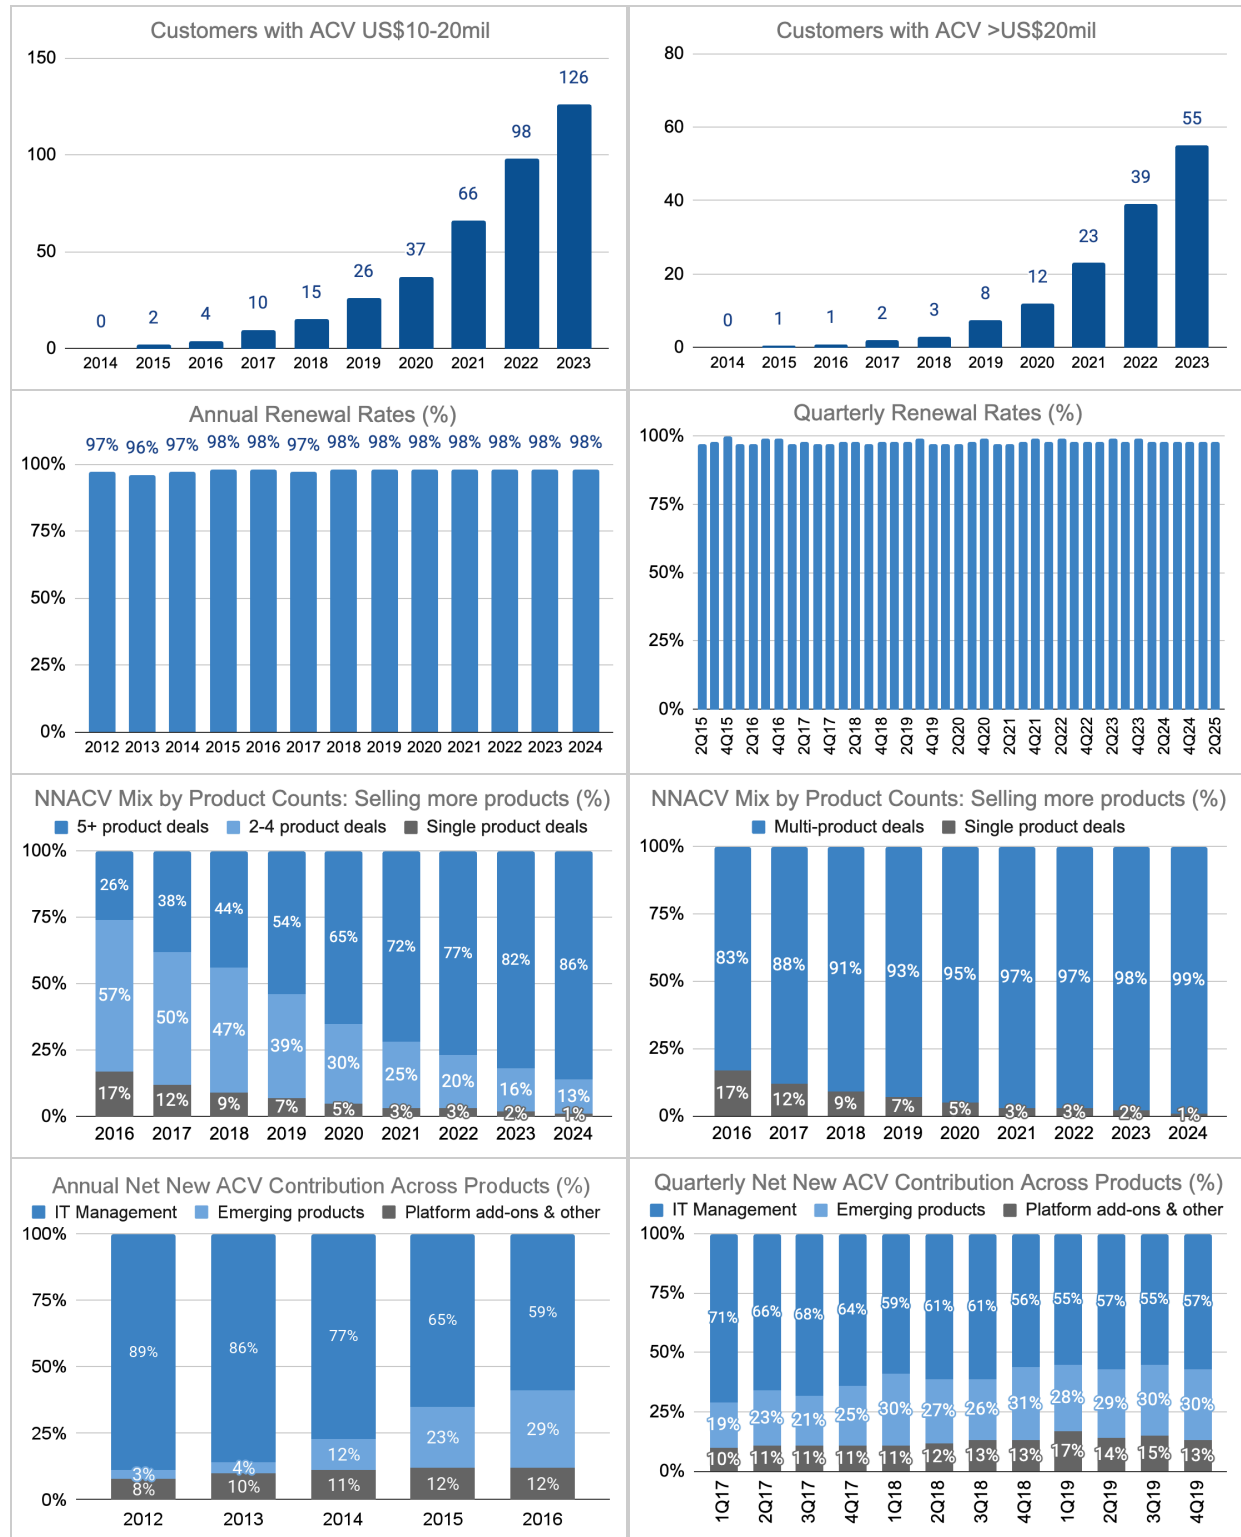 Customers with ACV US$10-20mil
150
100
50
0
0
2
4
10
15
26
37
66
98
126
2014 2015 2016 2017 2018 2019 2020 2021 2022 2023
Customers with ACV >US$20mil
80
60
40
20
0
0
1
1
2
3
8
12
23
39
55
2014 2015 2016 2017 2018 2019 2020 2021 2022 2023
Annual Renewal Rates (%)
97% 96% 97% 98% 98% 97% 98% 98% 98% 98% 98% 98% 98%
100%
75%
50%
25%
0%
2012 2013 2014 2015 2016 2017 2018 2019 2020 2021 2022 2023 2024
Quarterly Renewal Rates (%)
100%
75%
50%
25%
0%
2Q15 4Q15 2Q16 4Q16 2Q17 4Q17 2Q18 4Q18 2Q19 4Q19 2Q20 4Q20 2Q21 4Q21 2Q22 4Q22 2Q23 4Q23 2Q24 4Q24 2Q25
NNACV Mix by Product Counts: Selling more products (%)
5+ product deals 2-4 product deals Single product deals
100%
75%
50%
25%
0%
26% 38% 44% 54% 65% 72% 77% 82% 86%
57% 50% 47% 39% 30% 25% 20% 16% 13%
17% 12% 9% 7% 5% 3% 3% 2% 1%
2016 2017 2018 2019 2020 2021 2022 2023 2024
NNACV Mix by Product Counts: Selling more products (%)
Multi-product deals Single product deals
100%
75%
50%
25%
0%
83% 88% 91% 93% 95% 97% 97% 98% 99%
17% 12% 9% 7% 5% 3% 3% 2% 1%
2016 2017 2018 2019 2020 2021 2022 2023 2024
Annual Net New ACV Contribution Across Products (%)
IT Management Emerging products Platform add-ons & other
100%
75%
50%
25%
0%
89% 86% 77% 65% 59%
3% 4% 12% 23% 29%
8% 10% 11% 12% 12%
2012 2013 2014 2015 2016
Quarterly Net New ACV Contribution Across Products (%)
IT Management Emerging products Platform add-ons & other
100%
75%
50%
25%
0%
71% 66% 68% 64% 59% 61% 61% 56% 55% 57% 55% 57%
19% 23% 21% 25% 30% 27% 26% 31% 28% 29% 30% 30%
10% 11% 11% 11% 11% 12% 13% 13% 17% 14% 15% 13%
1Q17 2Q17 3Q17 4Q17 1Q18 2Q18 3Q18 4Q18 1Q19 2Q19 3Q19 4Q19